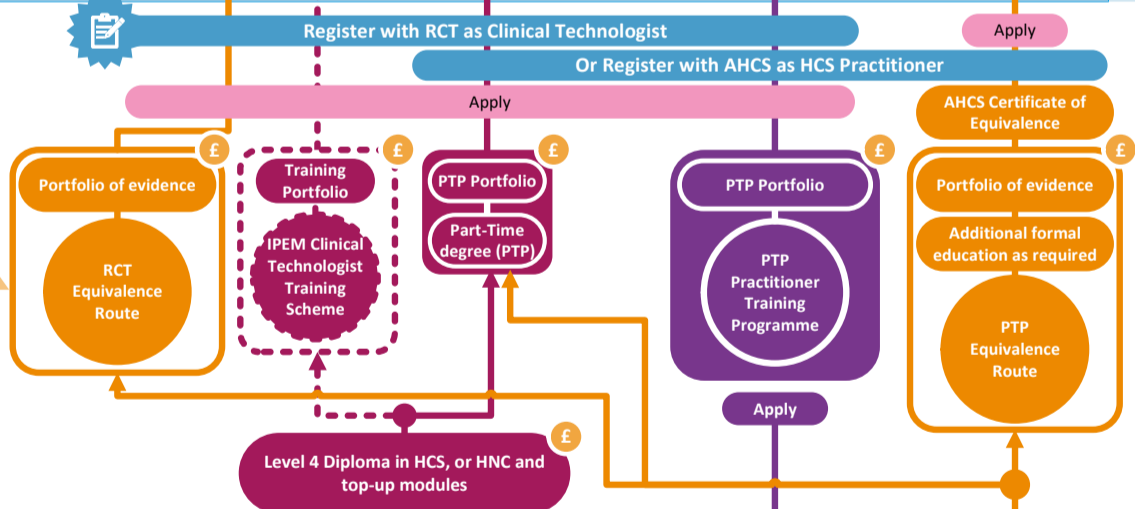 Register with RCT as Clinical Technologist
Apply
Or Register with AHCS as HCS Practitioner
Apply
AHCS Certificate of
Equivalence
£
£
£
£
£
Portfolio of evidence
RCT
Equivalence
Route
Training
Portfolio
IPEM Clinical
Technologist
Training
Scheme
PTP Portfolio
Part-Time
degree (PTP)
PTP Portfolio
PTP
Practitioner
Training
Programme
Portfolio of evidence
Additional formal
education as required
PTP
Equivalence
Route
Apply
£
Level 4 Diploma in HCS, or HNC and
top-up modules